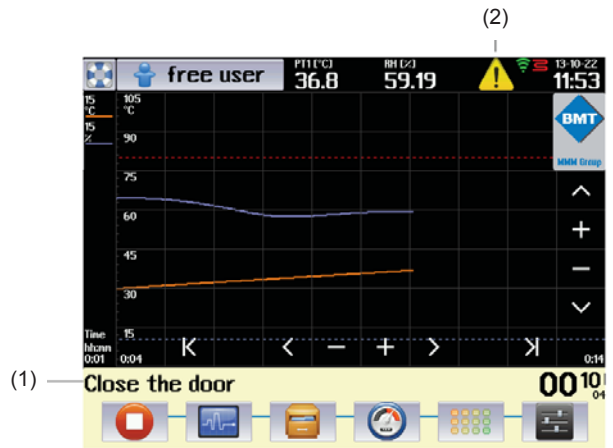 (2)
free user
PT1[°C]
36.8
RH [%]
59.19
13-10-22
11:53
15
°C
15
%
105
°C
90
75
60
45
30
15
BMT
MMM Group
Time
hh:mm
0:01
0:04
0:14
(1)
Close the door
00 10
04